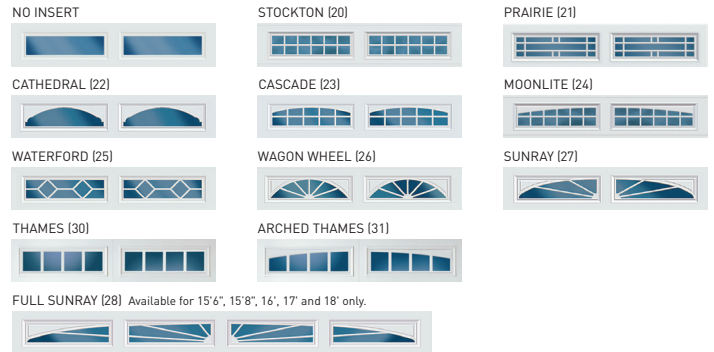 NO INSERT
STOCKTON (20)
PRAIRIE (21)
CATHEDRAL (22)
CASCADE (23)
MOONLITE (24)
WATERFORD (25)
WAGON WHEEL (26)
SUNRAY (27)
THAMES (30)
ARCHED THAMES (31)
FULL SUNRAY (28) Available for 15'6", 15'8", 16', 17' and 18' only.